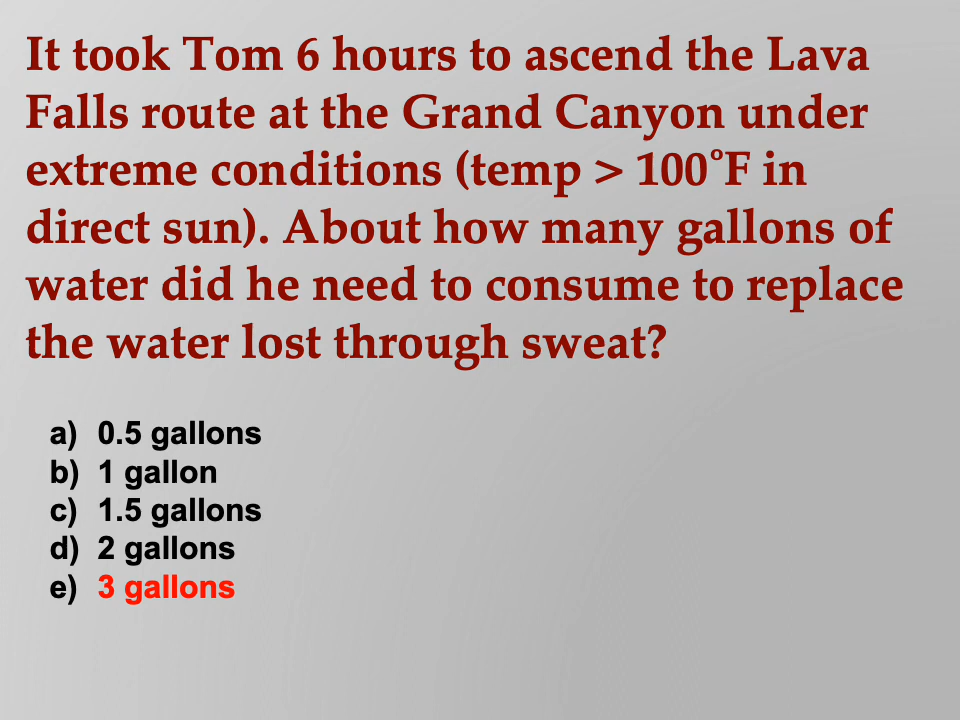 It took Tom 6 hours to ascend the Lava
Falls route at the Grand Canyon under
extreme conditions (temp > 100˚F in
direct sun). About how many gallons of
water did he need to consume to replace
the water lost through sweat?
a) 0.5 gallons
b) 1 gallon
c) 1.5 gallons
d) 2 gallons
e) 3 gallons